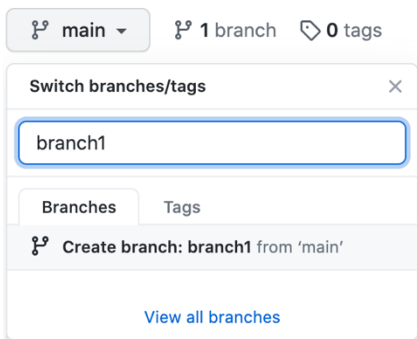 main 1 branch 0 tags
Switch branches/tags
branch1
Branches Tags
Create branch: branch1 from ‘main’
View all branches